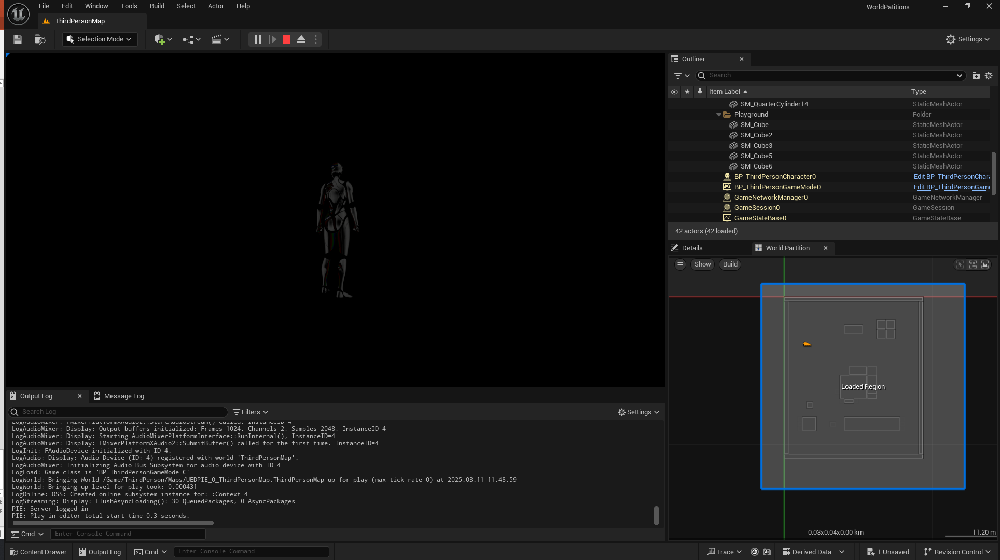 File Edit Window Tools Build Select Actor Help
WorldPatitions
ThirdPersonMap
Selection Mode
Settings
Outliner
Search...
Item Label Type
SM_QuarterCylinder14 StaticMeshActor
Playground Folder
SM_Cube StaticMeshActor
SM_Cube2 StaticMeshActor
SM_Cube3 StaticMeshActor
SM_Cube5 StaticMeshActor
SM_Cube6 StaticMeshActor
BP_ThirdPersonCharacter0 Edit BP_ThirdPersonChar
BP_ThirdPersonGameMode0 Edit BP_ThirdPersonGam
GameNetworkManager0 GameNetworkManager
GameSession0 GameSession
GameStateBase0 GameStateBase
42 actors (42 loaded)
Details World Partition
Show Build
Loaded Region
0.03x0.04x0.00 km
11.20 m
Output Log Message Log
Search Log
Filters
Settings
LogAudioMixer: FMixerPlatformXAudio2::StartAudioStream() called. InstanceID=4
LogAudioMixer: Display: Output buffers initialized: Frames=1024, Channels=2, Samples=2048, InstanceID=4
LogAudioMixer: Display: Starting AudioMixerPlatformInterface::RunInternal(), InstanceID=4
LogAudioMixer: Display: FMixerPlatformXAudio2::SubmitBuffer() called for the first time. InstanceID=4
LogInit: FAudioDevice initialized with ID 4.
LogAudio: Display: Audio Device (ID: 4) registered with world 'ThirdPersonMap'.
LogAudioMixer: Initializing Audio Bus Subsystem for audio device with ID 4
LogLoad: Game class is 'BP_ThirdPersonGameMode_C'
LogWorld: Bringing World /Game/ThirdPerson/Maps/UEDPIE_0_ThirdPersonMap.ThirdPersonMap up for play (max tick rate 0) at 2025.03.11-11.48.59
LogWorld: Bringing up level for play took: 0.000431
LogOnline: OSS: Created online subsystem instance for: :Context_4
LogStreaming: Display: FlushAsyncLoading(): 30 QueuedPackages, 0 AsyncPackages
PIE: Server logged in
PIE: Play in editor total start time 0.3 seconds.
Cmd Enter Console Command
Content Drawer Output Log Cmd Enter Console Command Trace Derived Data 1 Unsaved Revision Control